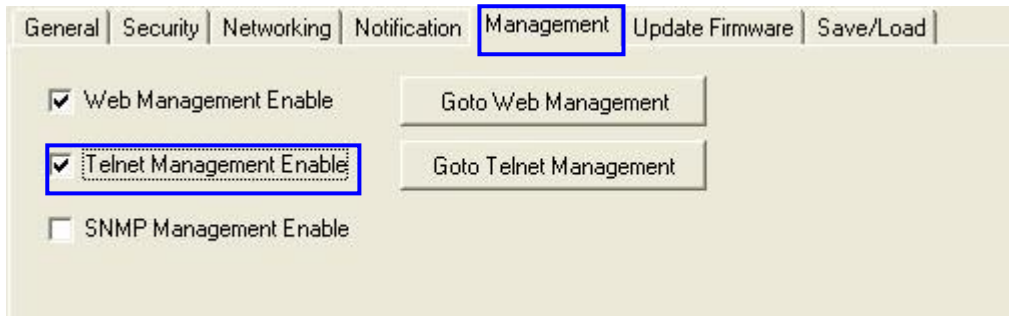 General Security Networking Notification Management Update Firmware Save/Load
Web Management Enable Goto Web Management
Telnet Management Enable Goto Telnet Management
SNMP Management Enable